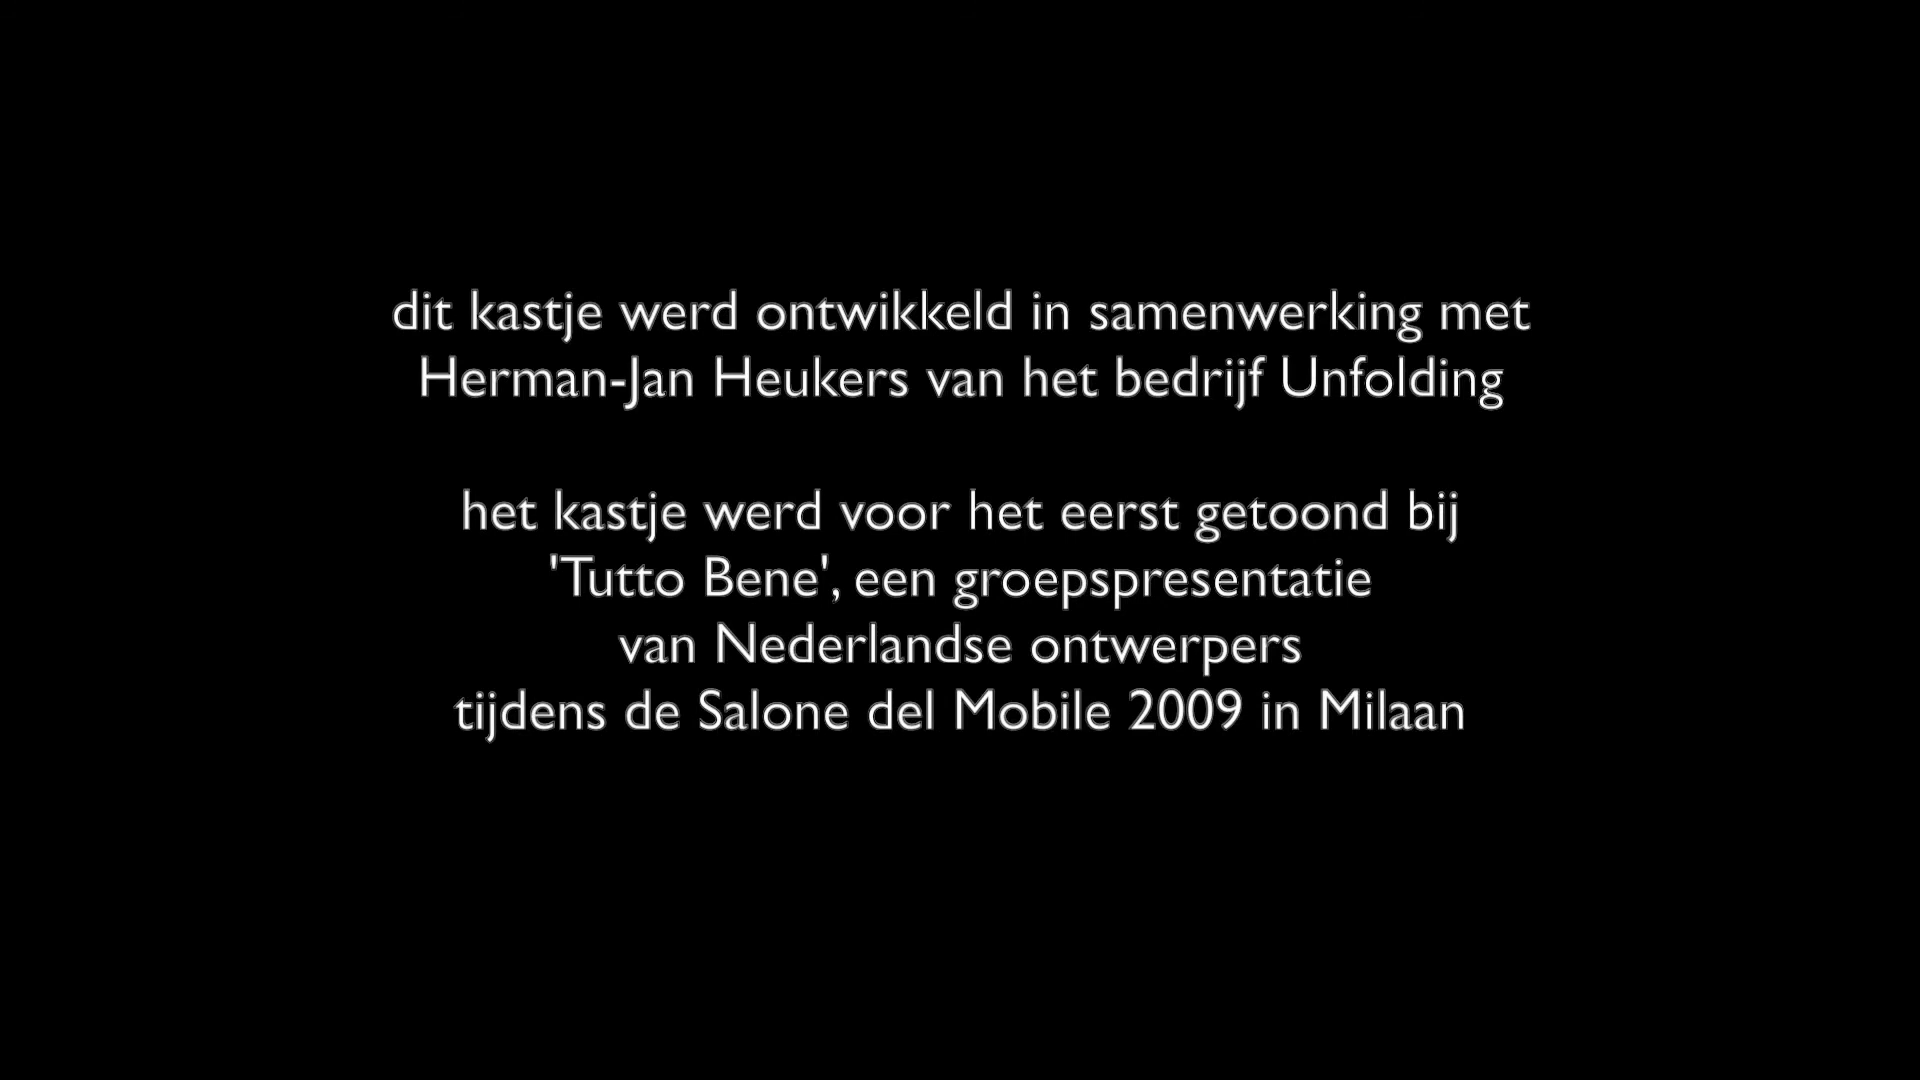 dit kastje werd ontwikkeld in samenwerking met
Herman-Jan Heukers van het bedrijf Unfolding
het kastje werd voor het eerst getoond bij
'Tutto Bene', een groepspresentatie
van Nederlandse ontwerpers
tijdens de Salone del Mobile 2009 in Milaan